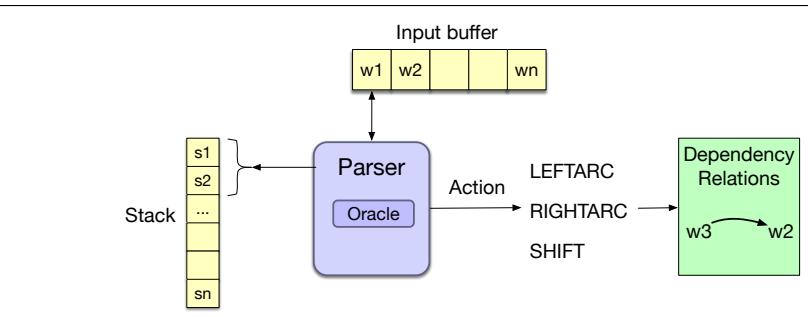 Input buffer
w1 w2 wn
s1
s2
...
sn
Stack
Parser
Oracle
Action
LEFTARC
RIGHTARC
SHIFT
Dependency
Relations
w3 w2